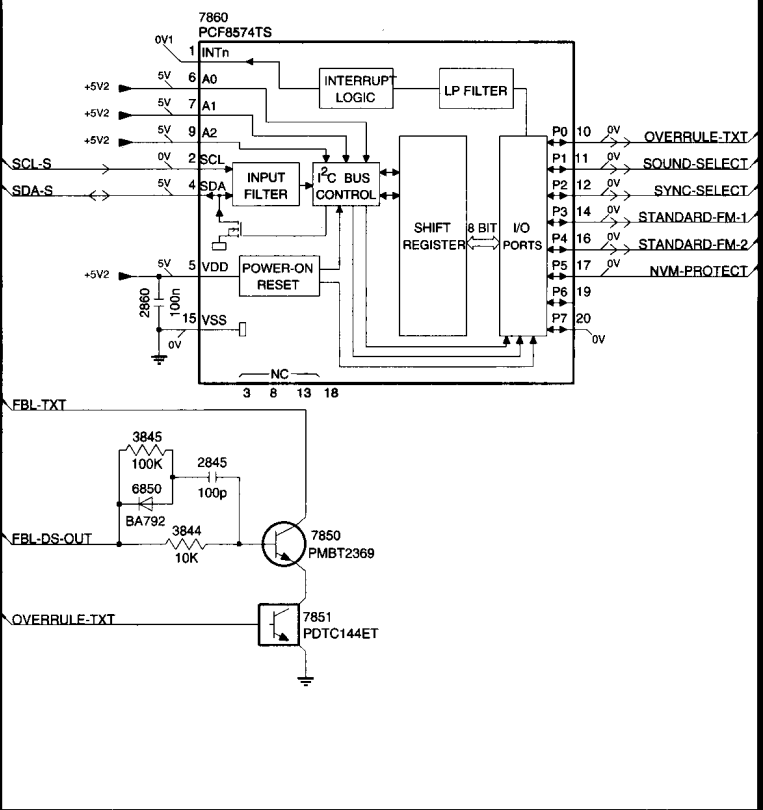 7860
PCF8574TS
0V1
1 INTn
6 A0
+5V2 5V
7 A1
+5V2 5V
9 A2
+5V2 5V
SCL-S 5V 2 SCL
SDA-S 5V 4 SDA
INTERRUPT
LOGIC
LP FILTER
INPUT
FILTER
I2C BUS
CONTROL
SHIFT
REGISTER
8 BIT
I/O
PORTS
P0 10 0V OVERRULE-TXT
P1 11 0V SOUND-SELECT
P2 12 0V SYNC-SELECT
P3 14 0V STANDARD-FM-1
P4 16 0V STANDARD-FM-2
P5 17 0V NVM-PROTECT
P6 19
P7 20
0V
+5V2 5V 5 VDD
POWER-ON
RESET
2860
100n
15 VSS
0V
NC
3 8 13 18
FBL-TXT
3845
100K
2845
100p
6850
BA792
FBL-DS-OUT
3844
10K
7850
PMBT2369
OVERRULE-TXT
7851
PDTC144ET